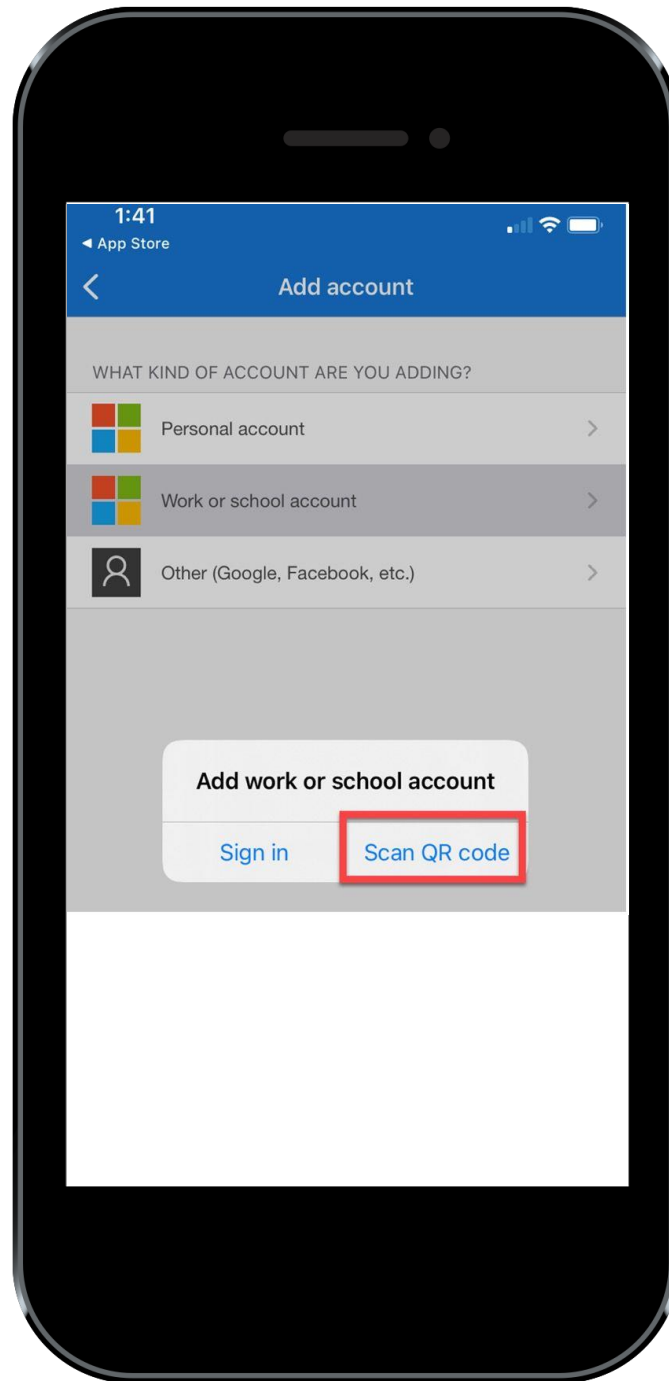 1:41
◀ App Store
Add account
WHAT KIND OF ACCOUNT ARE YOU ADDING?
Personal account
Work or school account
Other (Google, Facebook, etc.)
Add work or school account
Sign in Scan QR code